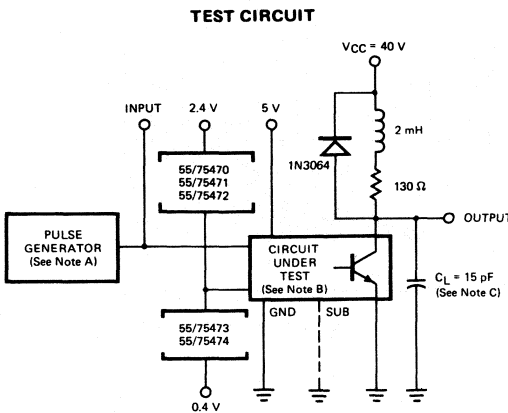 TEST CIRCUIT
VCC = 40 V
INPUT
2.4 V
5 V
2 mH
1N3064
55/75470
55/75471
55/75472
130 Ω
OUTPUT
PULSE
GENERATOR
(See Note A)
CIRCUIT
UNDER
TEST
(See Note B)
CL = 15 pF
(See Note C)
GND
SUB
55/75473
55/75474
0.4 V